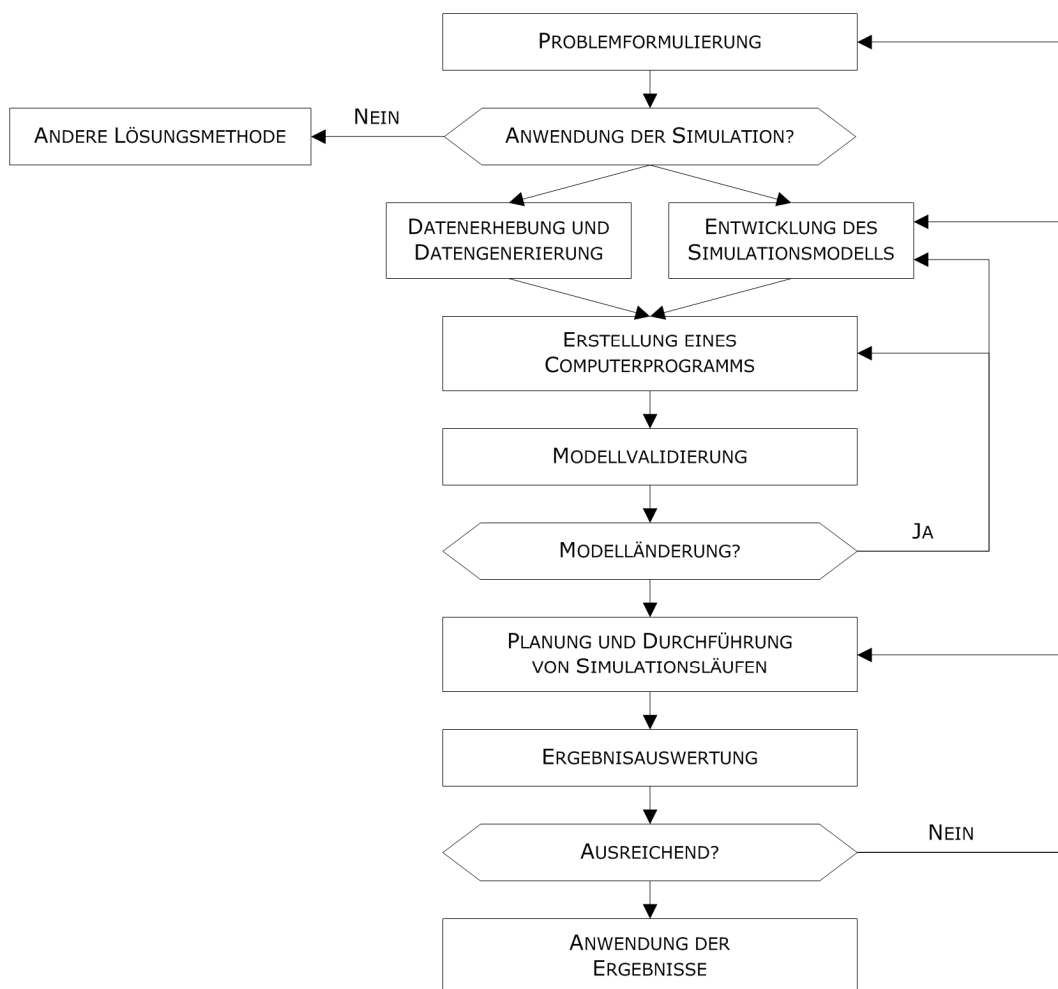 PROBLEMFORMULIERUNG
NEIN
ANDERE LÖSUNGSMETHODE
ANWENDUNG DER SIMULATION?
DATENERHEBUNG UND
DATENGENERIERUNG
ENTWICKLUNG DES
SIMULATIONSMODELLS
ERSTELLUNG EINES
COMPUTERPROGRAMMS
MODELLVALIDIERUNG
MODELLÄNDERUNG?
JA
PLANUNG UND DURCHFÜHRUNG
VON SIMULATIONSLÄUFEN
ERGEBNISAUSWERTUNG
AUSREICHEND?
NEIN
ANWENDUNG DER
ERGEBNISSE